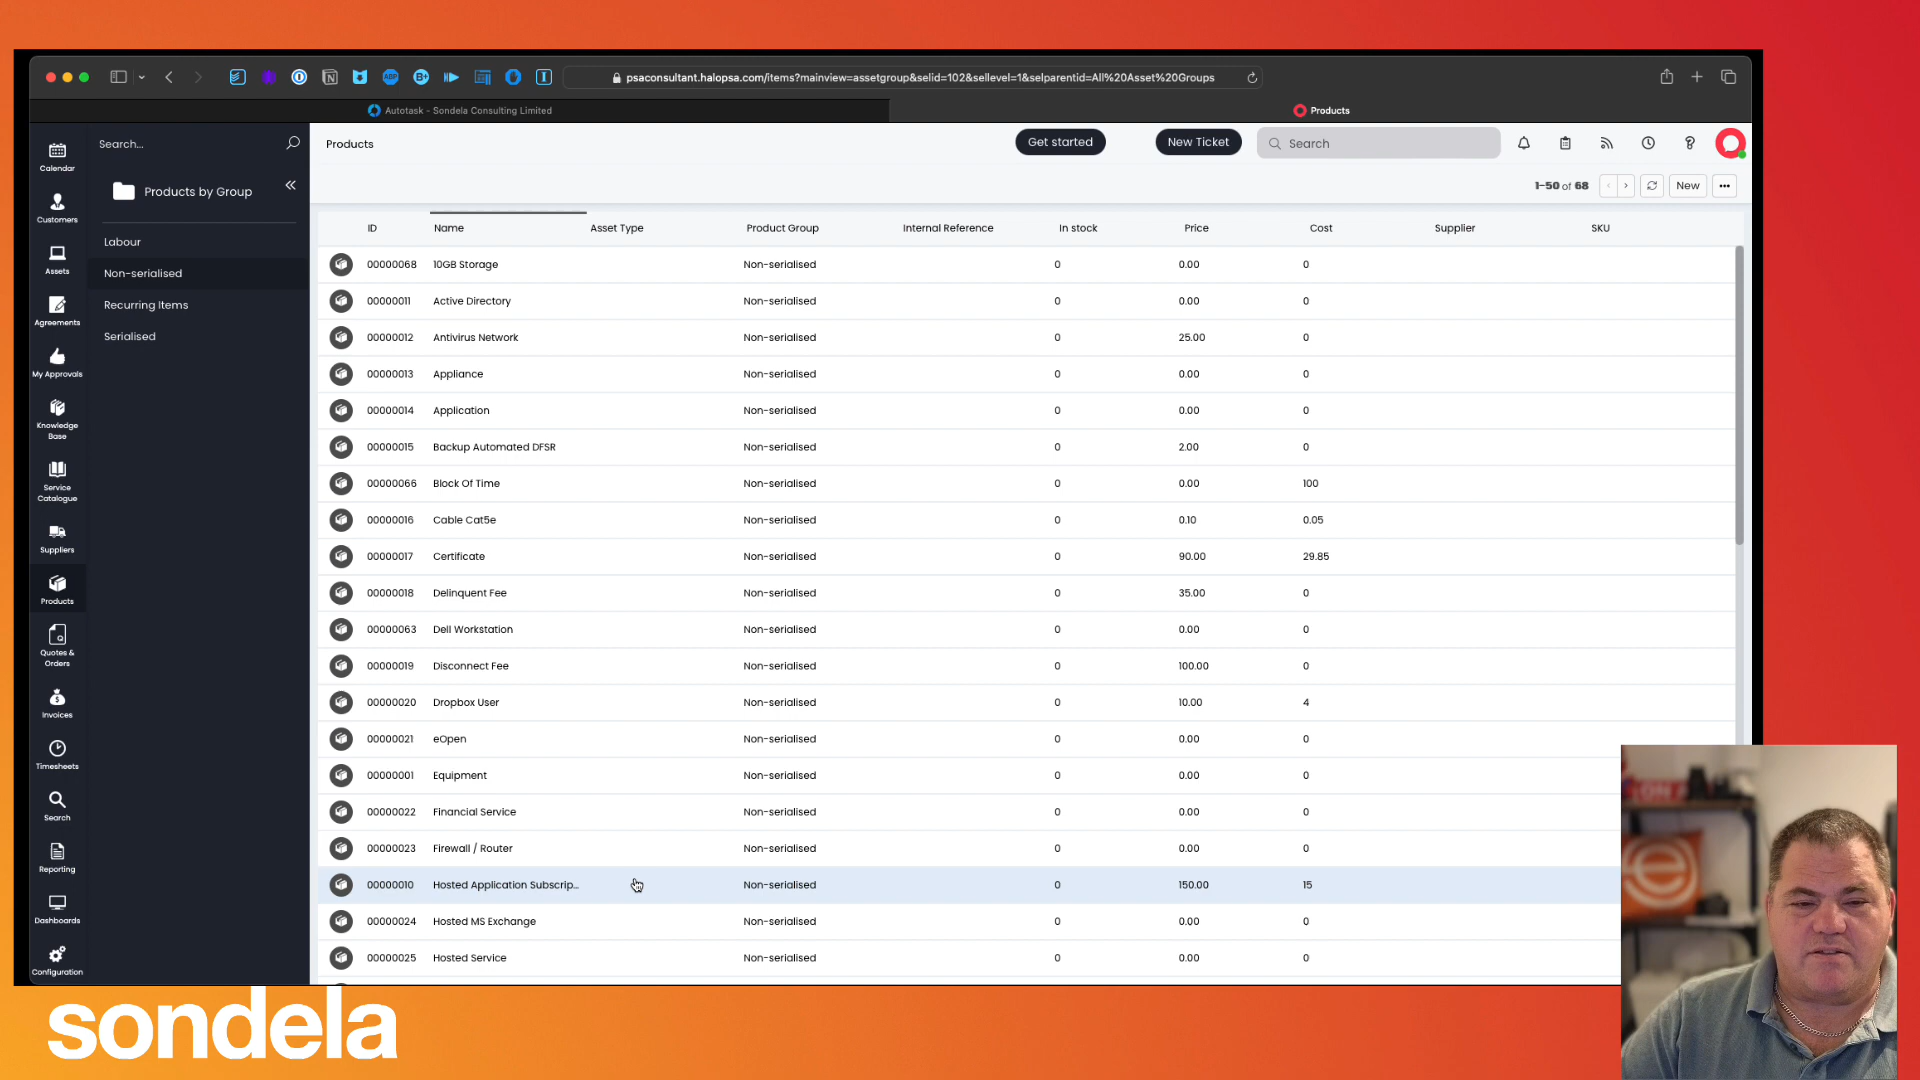 psaconsultant.halopsa.com/items?mainview=assetgroup&selid=102&sellevel=1&selparentid=All%20Asset%20Groups
Autotask - Sondela Consulting Limited
Products
Calendar
Customers
Assets
Agreements
My Approvals
Knowledge
Base
Service
Catalogue
Suppliers
Products
Quotes &
Orders
Invoices
Timesheets
Search
Reporting
Dashboards
Configuration
Search...
Products by Group
Labour
Non-serialised
Recurring Items
Serialised
Products
Get started
New Ticket
Search
1-50 of 68
New
ID Name Asset Type Product Group Internal Reference In stock Price Cost Supplier SKU
00000068 10GB Storage Non-serialised 0 0.00 0
00000011 Active Directory Non-serialised 0 0.00 0
00000012 Antivirus Network Non-serialised 0 25.00 0
00000013 Appliance Non-serialised 0 0.00 0
00000014 Application Non-serialised 0 0.00 0
00000015 Backup Automated DFSR Non-serialised 0 2.00 0
00000066 Block Of Time Non-serialised 0 0.00 100
00000016 Cable Cat5e Non-serialised 0 0.10 0.05
00000017 Certificate Non-serialised 0 90.00 29.85
00000018 Delinquent Fee Non-serialised 0 35.00 0
00000063 Dell Workstation Non-serialised 0 0.00 0
00000019 Disconnect Fee Non-serialised 0 100.00 0
00000020 Dropbox User Non-serialised 0 10.00 4
00000021 eOpen Non-serialised 0 0.00 0
00000001 Equipment Non-serialised 0 0.00 0
00000022 Financial Service Non-serialised 0 0.00 0
00000023 Firewall / Router Non-serialised 0 0.00 0
00000010 Hosted Application Subscrip... Non-serialised 0 150.00 15
00000024 Hosted MS Exchange Non-serialised 0 0.00 0
00000025 Hosted Service Non-serialised 0 0.00 0
sondela